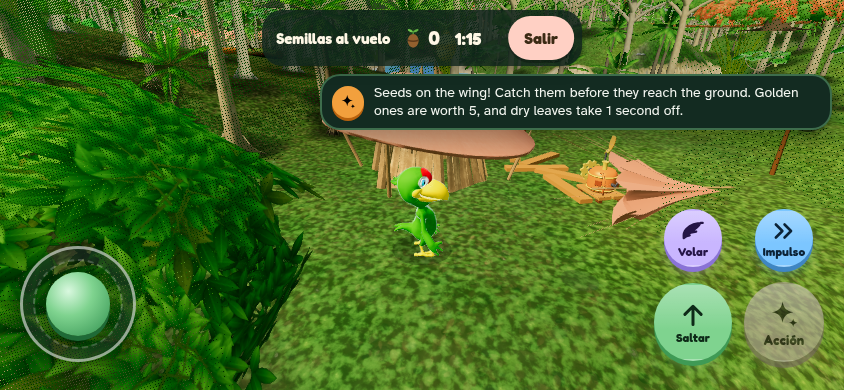 Semillas al vuelo 0 1:15 Salir
Seeds on the wing! Catch them before they reach the ground. Golden
ones are worth 5, and dry leaves take 1 second off.
Volar
Impulso
Saltar
Acción